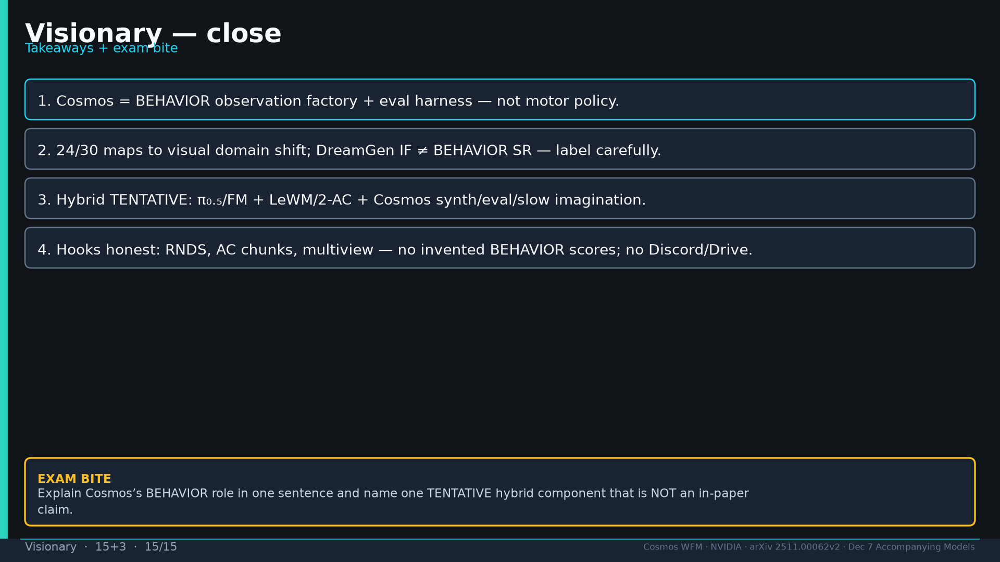 Visionary — close
Takeaways + exam bite
1. Cosmos = BEHAVIOR observation factory + eval harness — not motor policy.
2. 24/30 maps to visual domain shift; DreamGen IF ≠ BEHAVIOR SR — label carefully.
3. Hybrid TENTATIVE: π₀.₅/FM + LeWM/2-AC + Cosmos synth/eval/slow imagination.
4. Hooks honest: RNDS, AC chunks, multiview — no invented BEHAVIOR scores; no Discord/Drive.
EXAM BITE
Explain Cosmos’s BEHAVIOR role in one sentence and name one TENTATIVE hybrid component that is NOT an in-paper
claim.
Visionary · 15+3 · 15/15
Cosmos WFM · NVIDIA · arXiv 2511.00062v2 · Dec 7 Accompanying Models